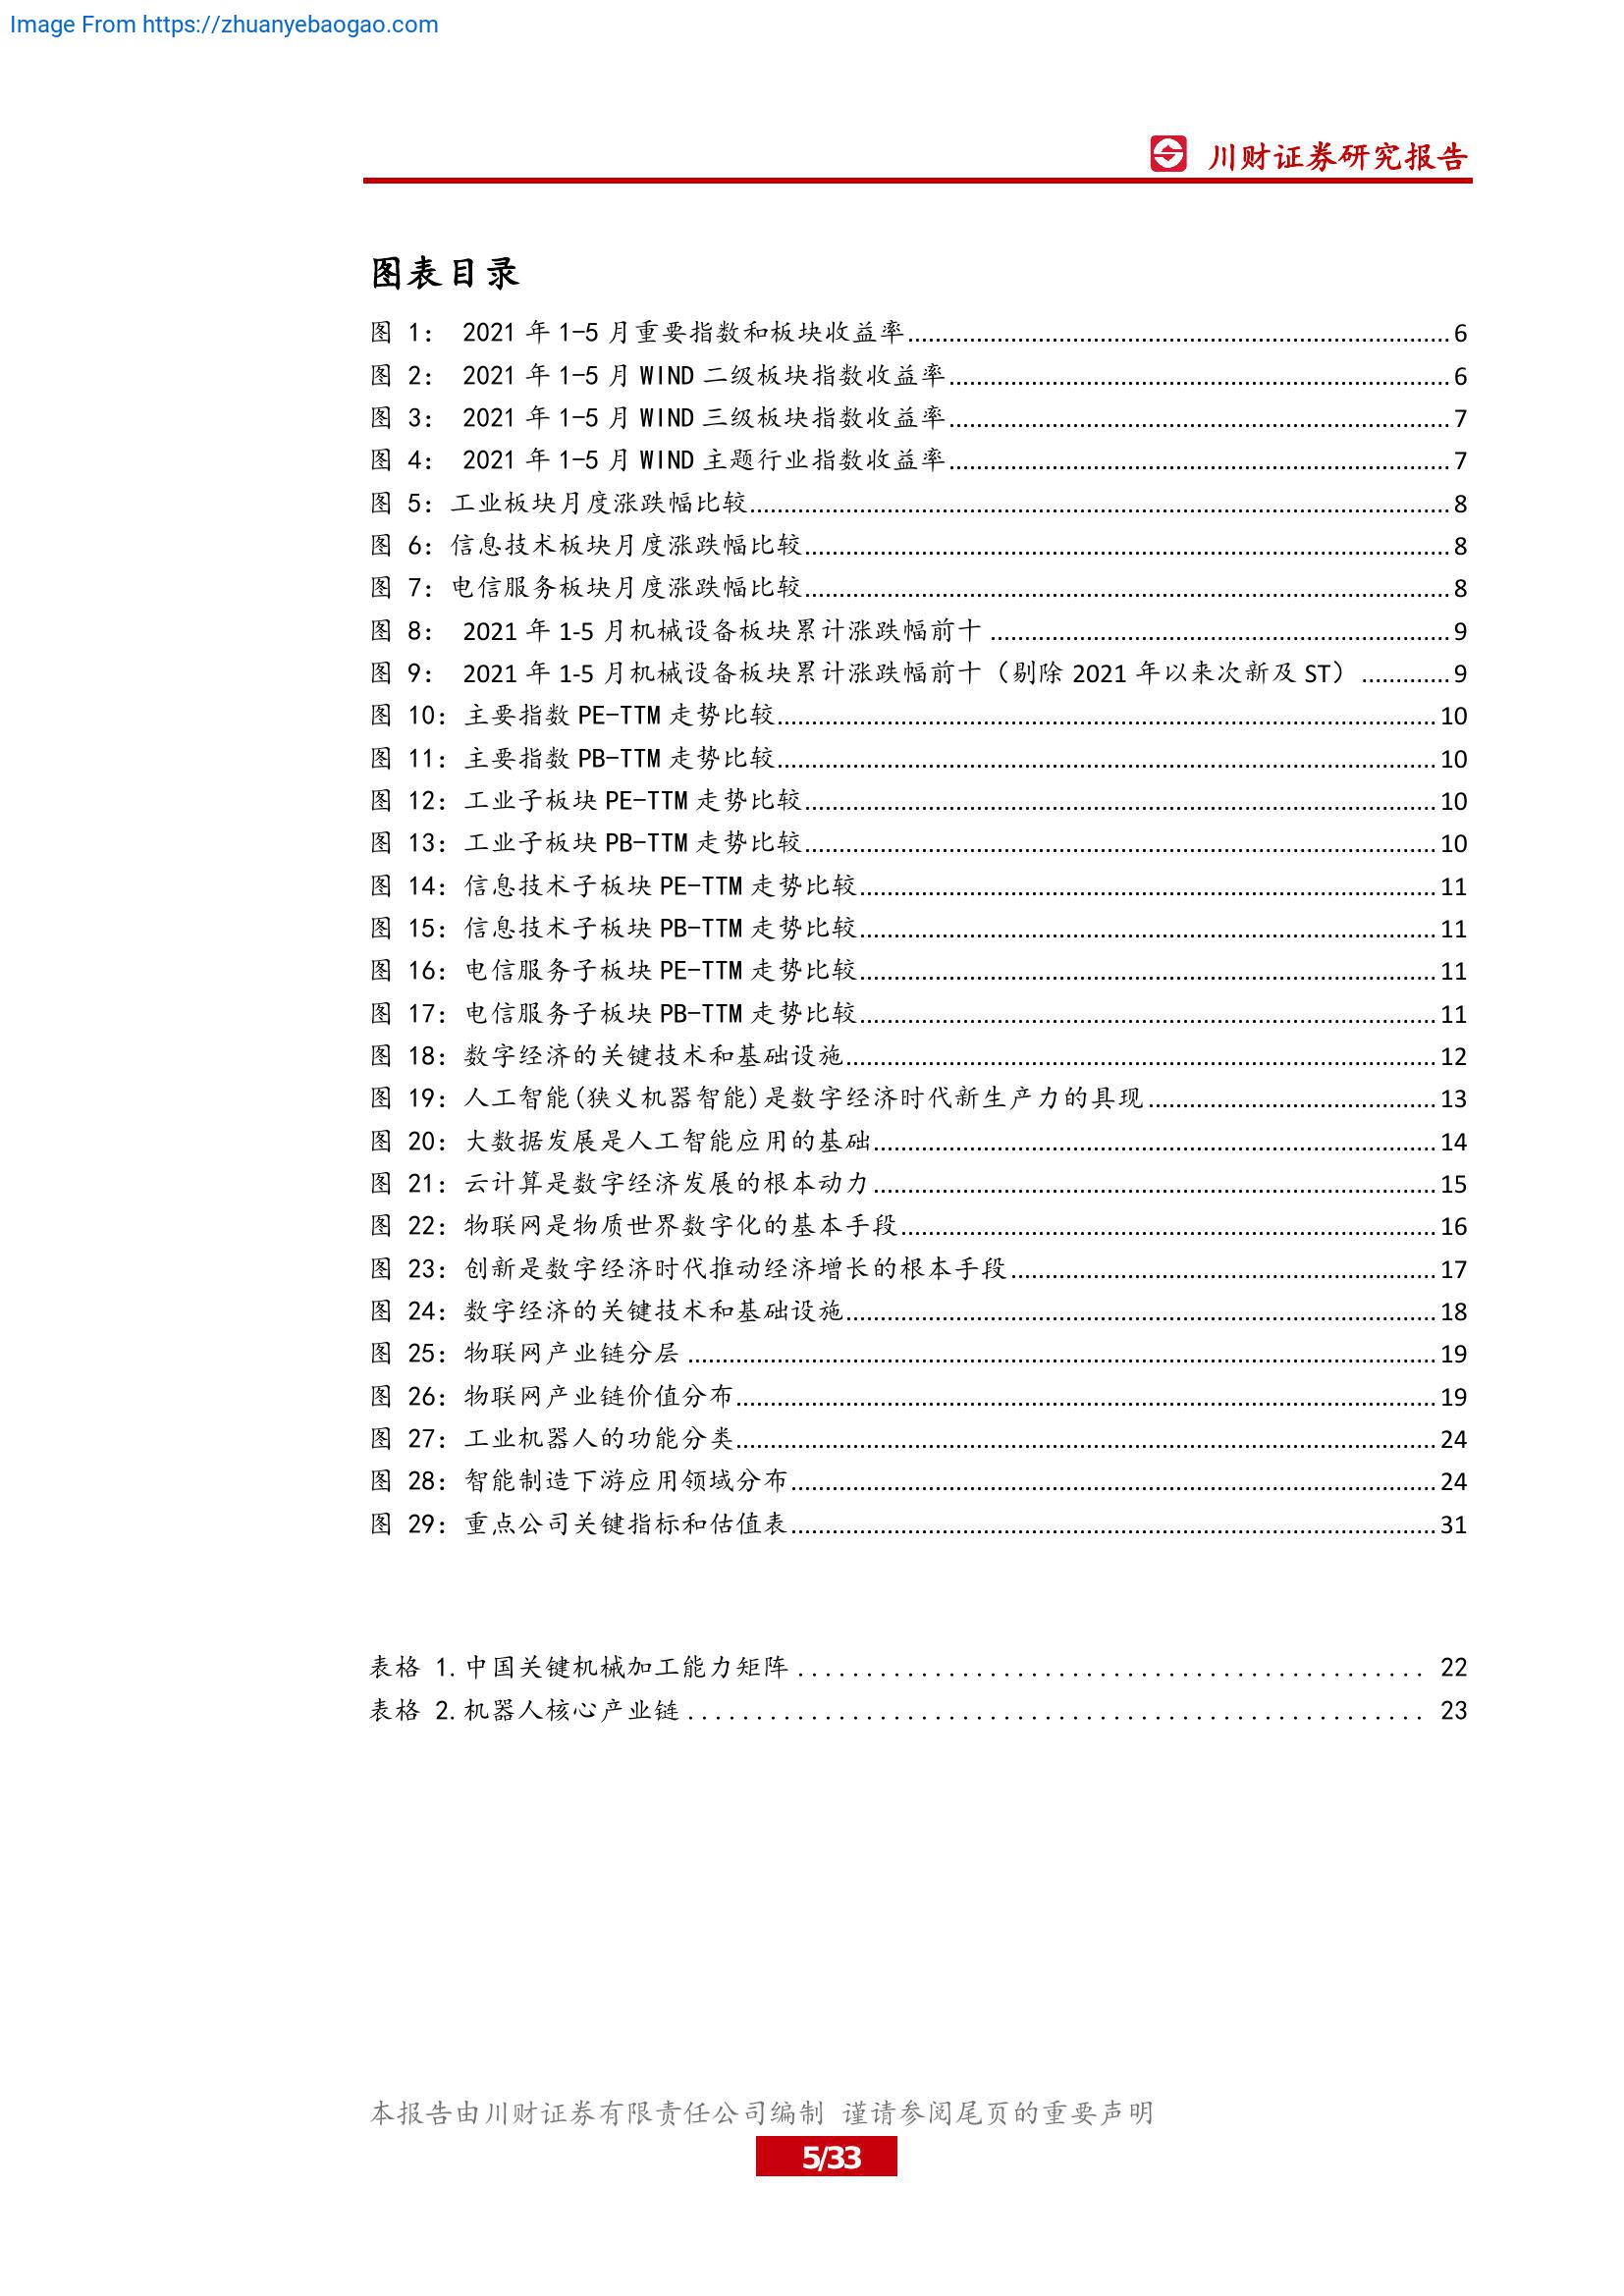 Image From https://zhuanyebaogao.com
川财证券研究报告
图表目录
图 1： 2021 年 1-5 月重要指数和板块收益率 6
图 2： 2021 年 1-5 月 WIND 二级板块指数收益率 6
图 3： 2021 年 1-5 月 WIND 三级板块指数收益率 7
图 4： 2021 年 1-5 月 WIND 主题行业指数收益率 7
图 5：工业板块月度涨跌幅比较 8
图 6：信息技术板块月度涨跌幅比较 8
图 7：电信服务板块月度涨跌幅比较 8
图 8： 2021 年 1-5 月机械设备板块累计涨跌幅前十 9
图 9： 2021 年 1-5 月机械设备板块累计涨跌幅前十（剔除 2021 年以来次新及 ST） 9
图 10：主要指数 PE-TTM 走势比较 10
图 11：主要指数 PB-TTM 走势比较 10
图 12：工业子板块 PE-TTM 走势比较 10
图 13：工业子板块 PB-TTM 走势比较 10
图 14：信息技术子板块 PE-TTM 走势比较 11
图 15：信息技术子板块 PB-TTM 走势比较 11
图 16：电信服务子板块 PE-TTM 走势比较 11
图 17：电信服务子板块 PB-TTM 走势比较 11
图 18：数字经济的关键技术和基础设施 12
图 19：人工智能(狭义机器智能)是数字经济时代新生产力的具现 13
图 20：大数据发展是人工智能应用的基础 14
图 21：云计算是数字经济发展的根本动力 15
图 22：物联网是物质世界数字化的基本手段 16
图 23：创新是数字经济时代推动经济增长的根本手段 17
图 24：数字经济的关键技术和基础设施 18
图 25：物联网产业链分层 19
图 26：物联网产业链价值分布 19
图 27：工业机器人的功能分类 24
图 28：智能制造下游应用领域分布 24
图 29：重点公司关键指标和估值表 31
表格 1.中国关键机械加工能力矩阵 22
表格 2.机器人核心产业链 23
本报告由川财证券有限责任公司编制 谨请参阅尾页的重要声明
5/33